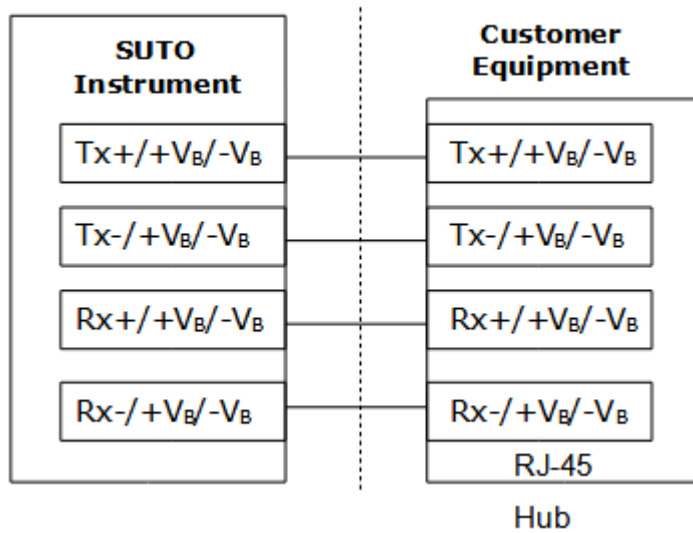 SUTO
Instrument
Customer
Equipment
Tx+/+VB/-VB
Tx+/+VB/-VB
Tx-/+VB/-VB
Tx-/+VB/-VB
Rx+/+VB/-VB
Rx+/+VB/-VB
Rx-/+VB/-VB
Rx-/+VB/-VB
RJ-45
Hub